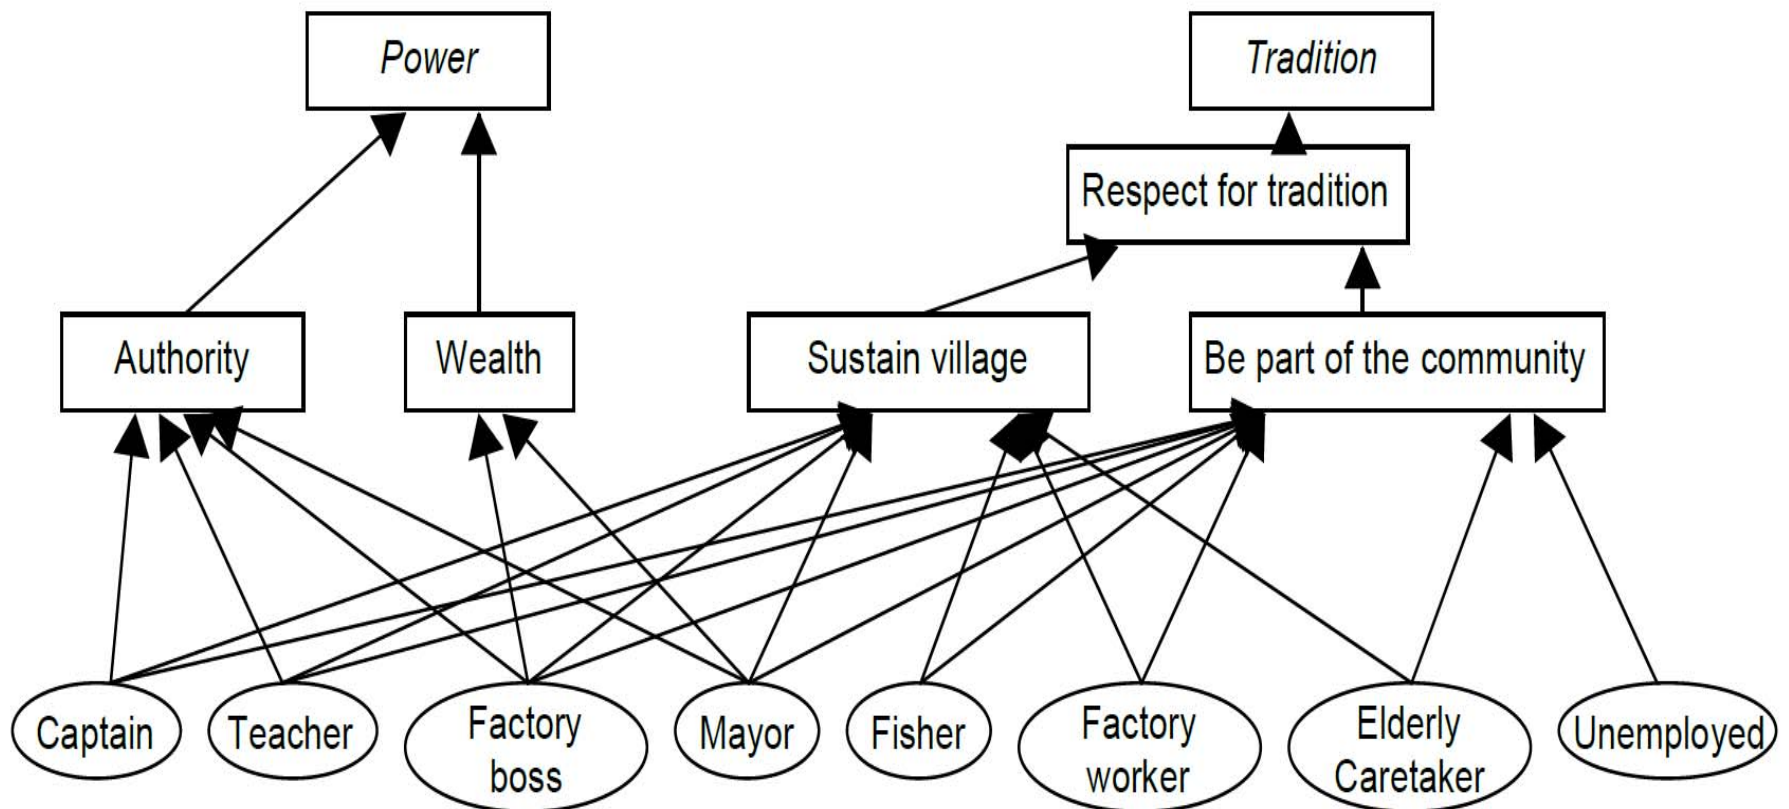 Power
Tradition
Respect for tradition
Authority
Wealth
Sustain village
Be part of the community
Captain
Teacher
Factory
boss
Mayor
Fisher
Factory
worker
Elderly
Caretaker
Unemployed